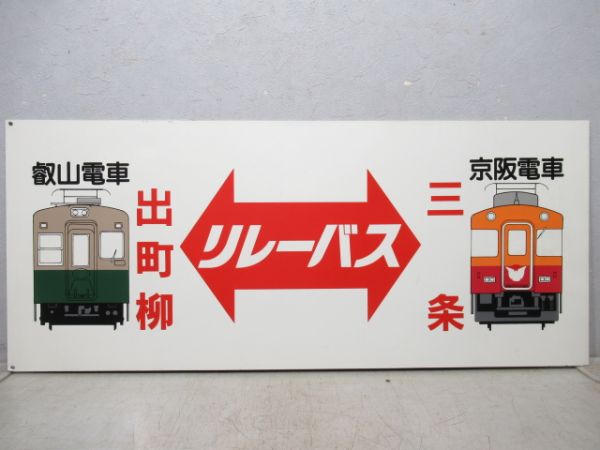 叡山電車
出町柳
リレーバス
三条
京阪電車